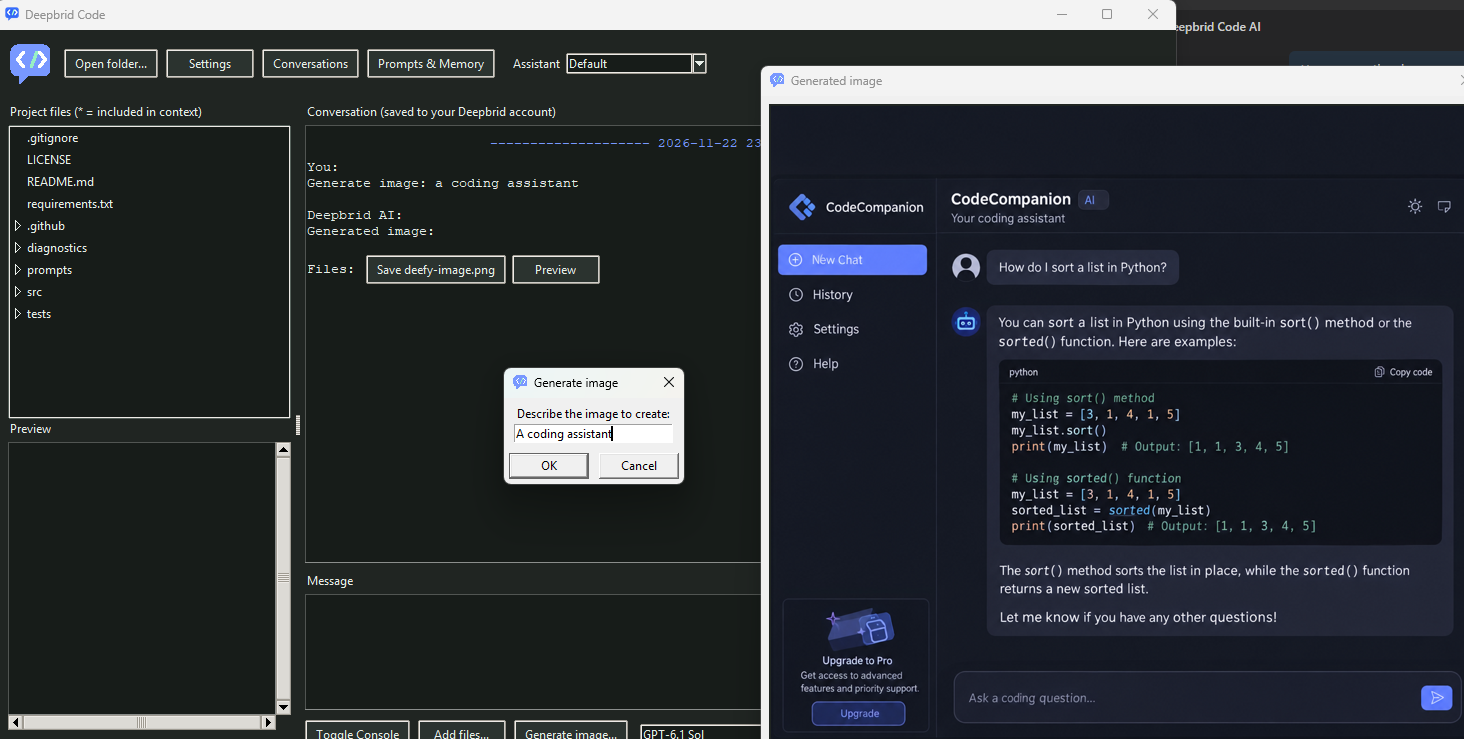 Deepbrid Code
eepbrid Code AI
Open folder...
Settings
Conversations
Prompts & Memory
Assistant
Default
Project files (* = included in context)
.gitignore
LICENSE
README.md
requirements.txt
.github
diagnostics
prompts
src
tests
Preview
Conversation (saved to your Deepbrid account)
-------------------- 2026-11-22 23
You:
Generate image: a coding assistant
Deepbrid AI:
Generated image:
Files:
Save deefy-image.png
Preview
Generate image
Describe the image to create:
A coding assistant
OK
Cancel
Message
Toggle Console
Add files...
Generate image...
GPT-6.1 Sol
Generated image
CodeCompanion
New Chat
History
Settings
Help
Upgrade to Pro
Get access to advanced
features and priority support.
Upgrade
CodeCompanion AI
Your coding assistant
How do I sort a list in Python?
You can sort a list in Python using the built-in sort() method or the
sorted() function. Here are examples:
python
Copy code
# Using sort() method
my_list = [3, 1, 4, 1, 5]
my_list.sort()
print(my_list) # Output: [1, 1, 3, 4, 5]
# Using sorted() function
my_list = [3, 1, 4, 1, 5]
sorted_list = sorted(my_list)
print(sorted_list) # Output: [1, 1, 3, 4, 5]
The sort() method sorts the list in place, while the sorted() function
returns a new sorted list.
Let me know if you have any other questions!
Ask a coding question...